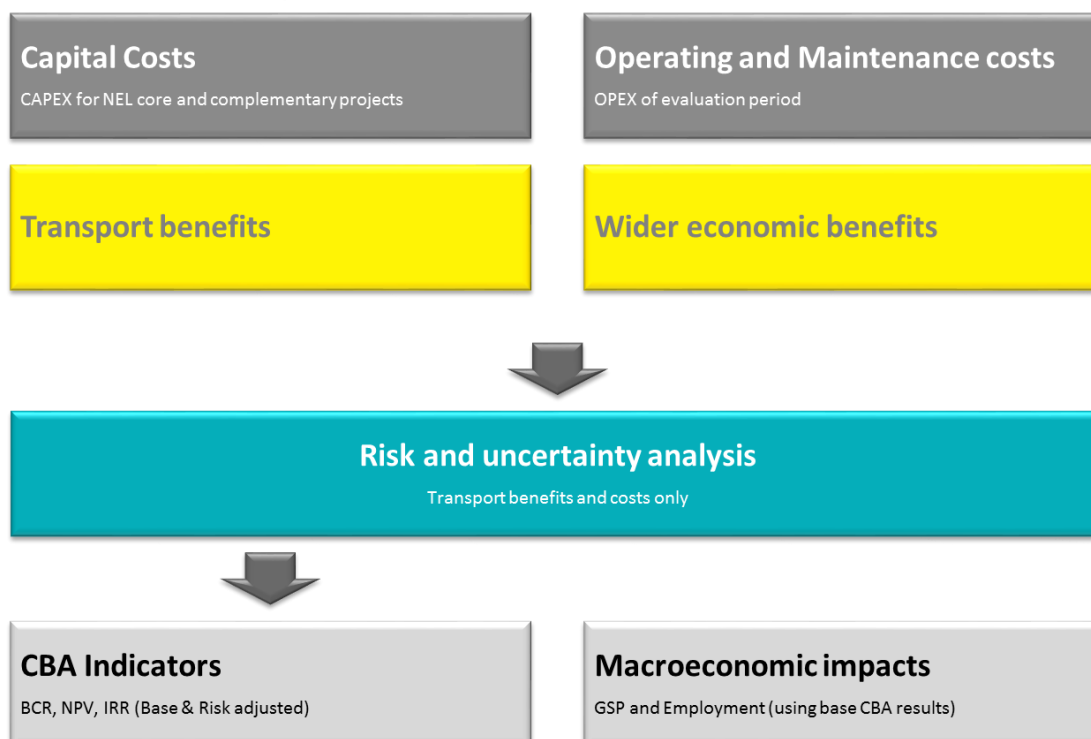 Capital Costs
CAPEX for NEL core and complementary projects
Operating and Maintenance costs
OPEX of evaluation period
Transport benefits
Wider economic benefits
Risk and uncertainty analysis
Transport benefits and costs only
CBA Indicators
BCR, NPV, IRR (Base & Risk adjusted)
Macroeconomic impacts
GSP and Employment (using base CBA results)